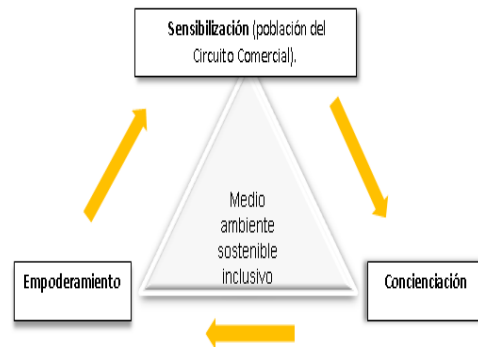 Sensibilización (población del
Circuito Comercial).
Medio
ambiente
sostenible
inclusivo
Empoderamiento
Concienciación